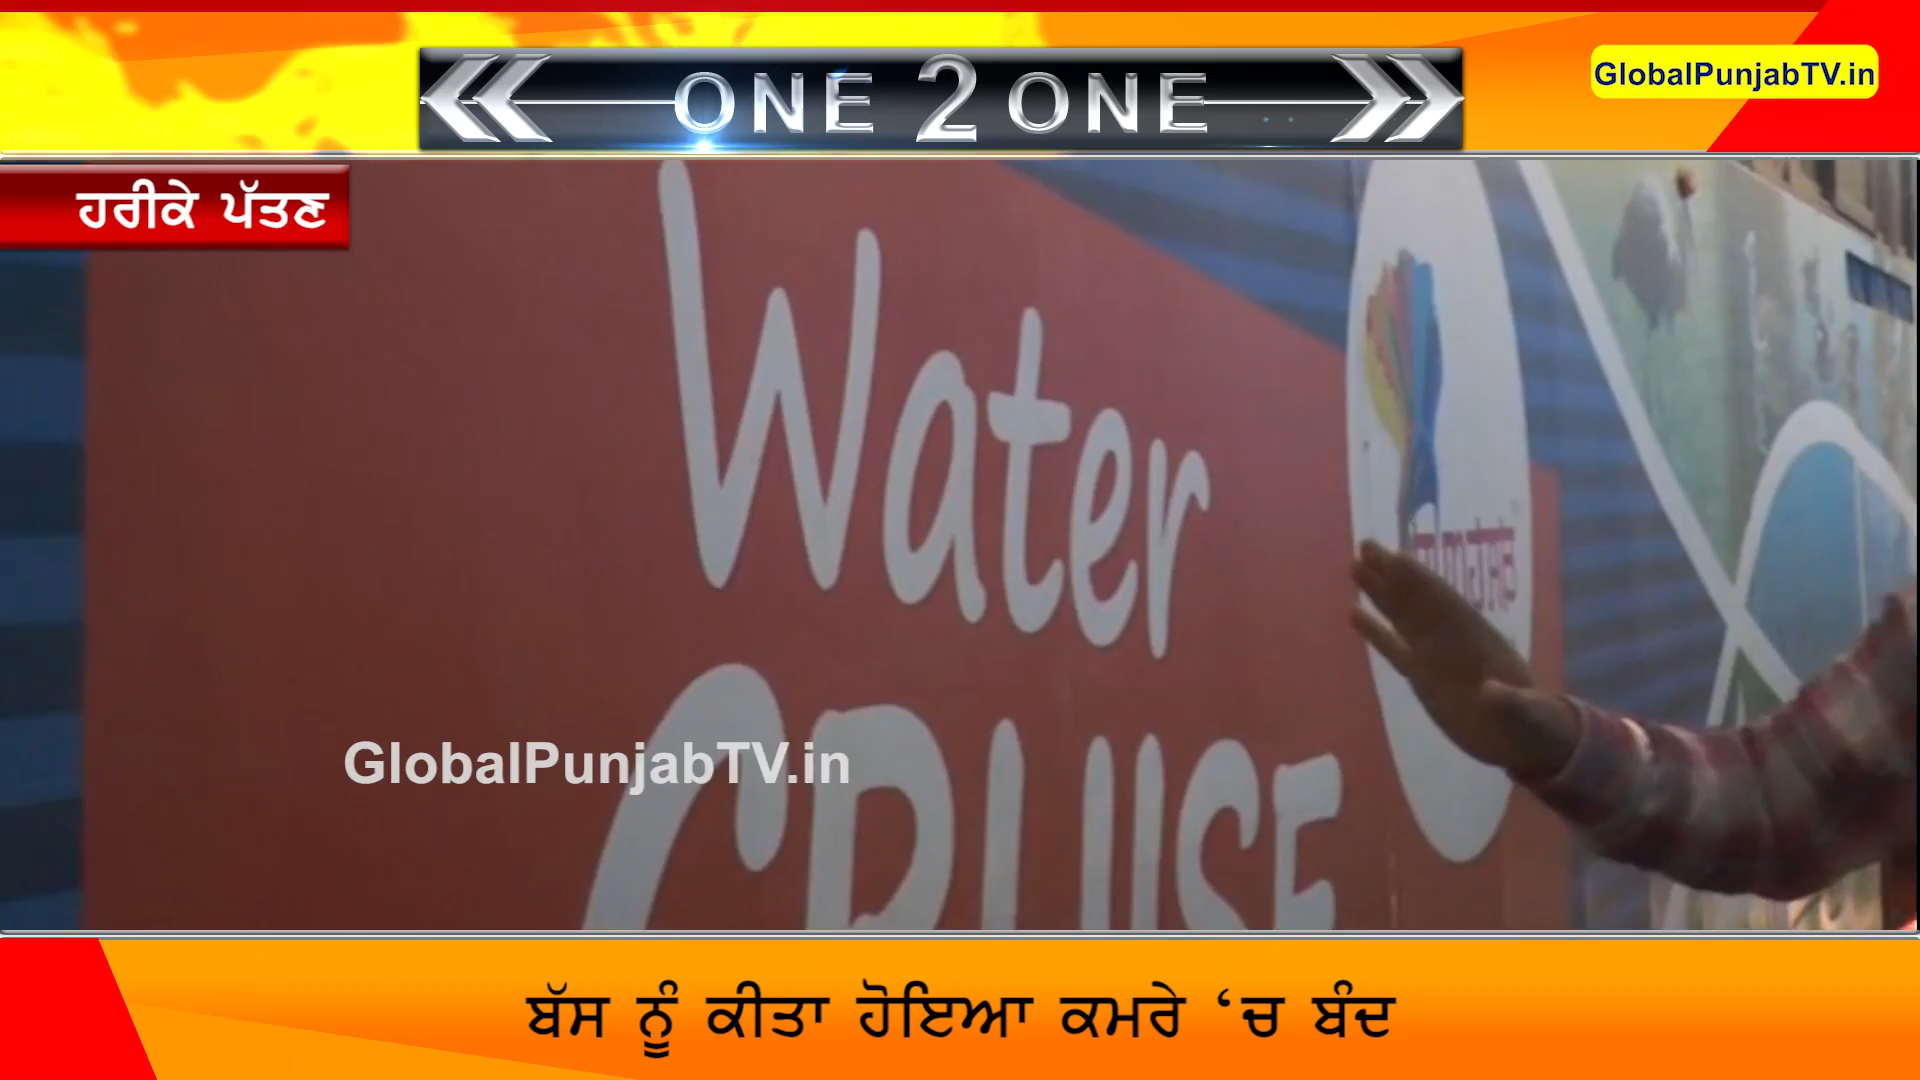 ONE 2 ONE
GlobalPunjabTV.in
ਹਰੀਕੇ ਪੱਤਣ
Water
CRUISE
GlobalPunjabTV.in
ਬੱਸ ਨੂੰ ਕੀਤਾ ਹੋਇਆ ਕਮਰੇ ‘ਚ ਬੰਦ